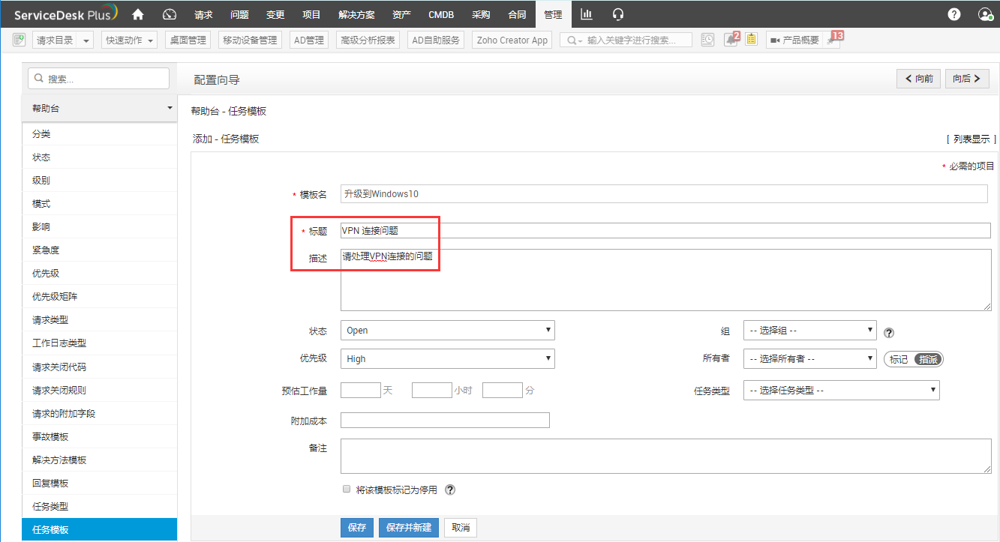 ServiceDesk Plus 请求 问题 变更 项目 解决方案 资产 CMDB 采购 合同 管理
请求目录 快速动作 桌面管理 移动设备管理 AD管理 高级分析报表 AD自助服务 Zoho Creator App 输入关键字进行搜索... 2 产品概要 13
搜索...
配置向导 向前 向后
帮助台
分类
状态
级别
模式
影响
紧急度
优先级
优先级矩阵
请求类型
工作日志类型
请求关闭代码
请求关闭规则
请求的附加字段
事故模板
解决方法模板
回复模板
任务类型
任务模板
帮助台 - 任务模板
添加 - 任务模板 [ 列表显示 ]
* 必需的项目
* 模板名 升级到Windows10
* 标题 VPN 连接问题
描述 请处理VPN连接的问题
状态 Open 组 -- 选择组 -- ?
优先级 High 所有者 -- 选择所有者 -- 标记 指派
预估工作量 天 小时 分 任务类型 -- 选择任务类型 --
附加成本
备注
将该模板标记为停用 ?
保存 保存并新建 取消